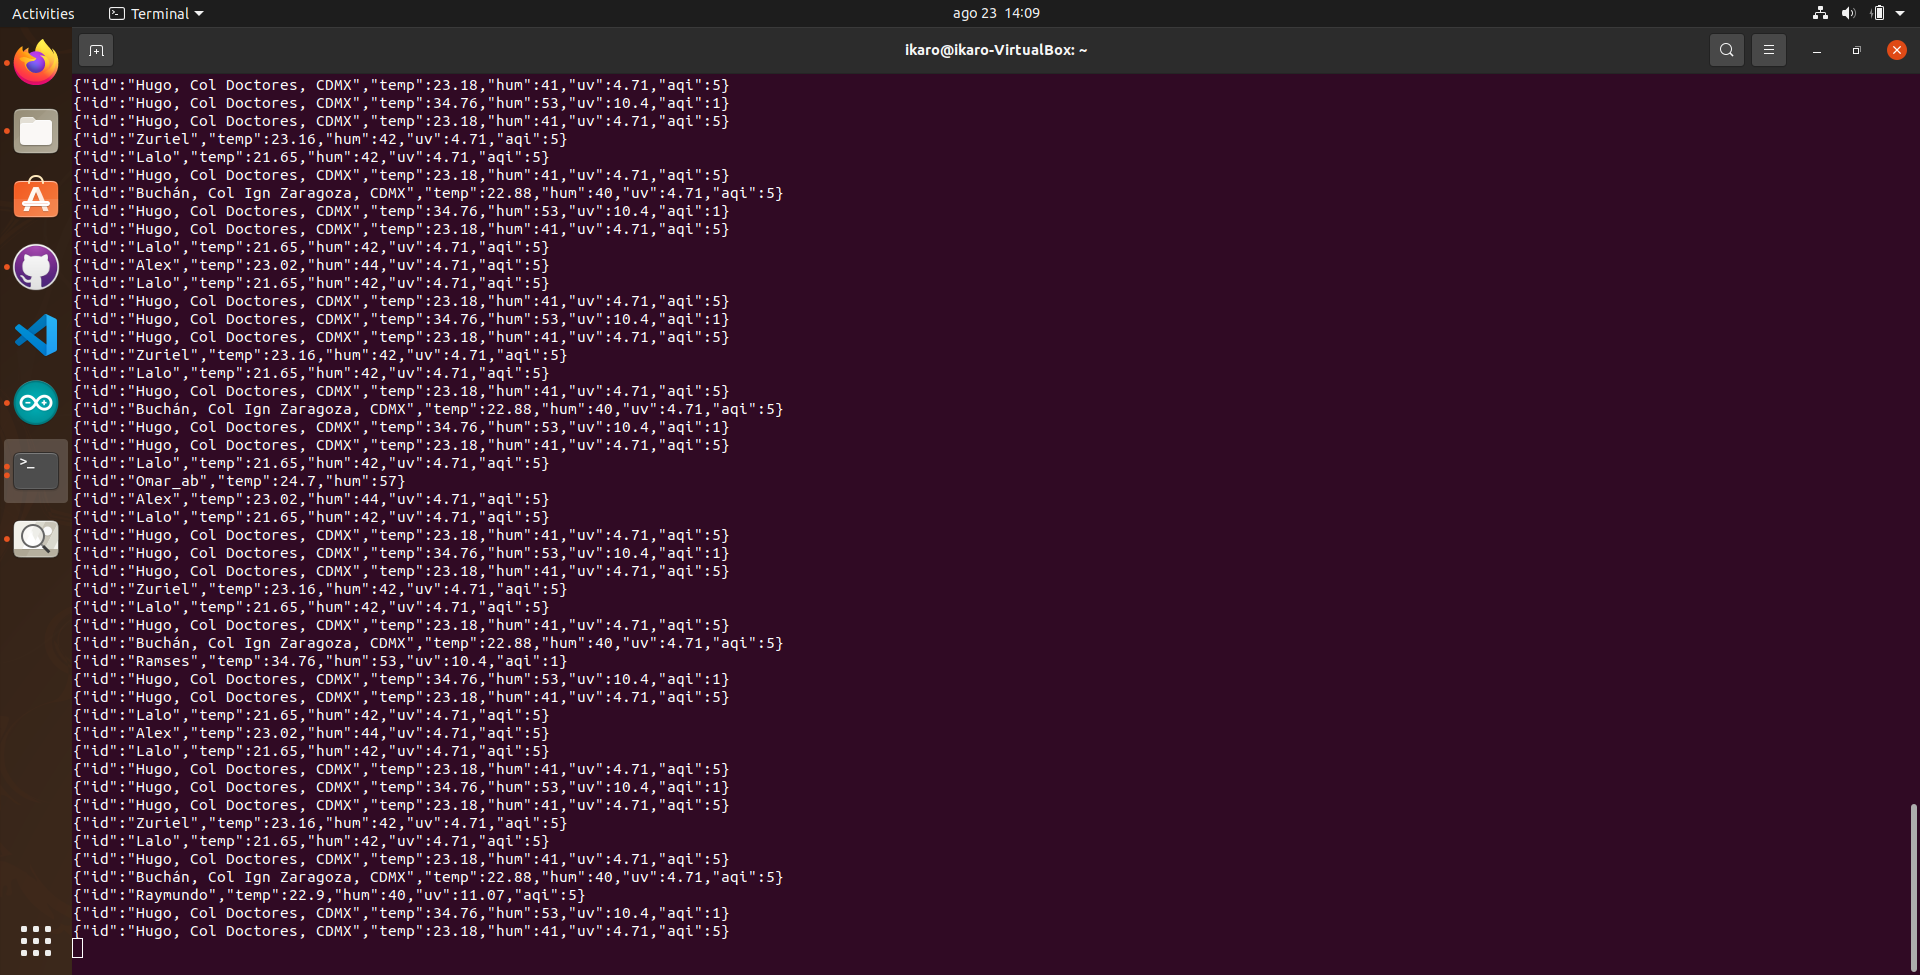 Activities
Terminal
ago 23 14:09
ikaro@ikaro-VirtualBox: ~
{"id":"Hugo, Col Doctores, CDMX","temp":23.18,"hum":41,"uv":4.71,"aqi":5}
{"id":"Hugo, Col Doctores, CDMX","temp":34.76,"hum":53,"uv":10.4,"aqi":1}
{"id":"Hugo, Col Doctores, CDMX","temp":23.18,"hum":41,"uv":4.71,"aqi":5}
{"id":"Zuriel","temp":23.16,"hum":42,"uv":4.71,"aqi":5}
{"id":"Lalo","temp":21.65,"hum":42,"uv":4.71,"aqi":5}
{"id":"Hugo, Col Doctores, CDMX","temp":23.18,"hum":41,"uv":4.71,"aqi":5}
{"id":"Buchán, Col Ign Zaragoza, CDMX","temp":22.88,"hum":40,"uv":4.71,"aqi":5}
{"id":"Hugo, Col Doctores, CDMX","temp":34.76,"hum":53,"uv":10.4,"aqi":1}
{"id":"Hugo, Col Doctores, CDMX","temp":23.18,"hum":41,"uv":4.71,"aqi":5}
{"id":"Lalo","temp":21.65,"hum":42,"uv":4.71,"aqi":5}
{"id":"Alex","temp":23.02,"hum":44,"uv":4.71,"aqi":5}
{"id":"Lalo","temp":21.65,"hum":42,"uv":4.71,"aqi":5}
{"id":"Hugo, Col Doctores, CDMX","temp":23.18,"hum":41,"uv":4.71,"aqi":5}
{"id":"Hugo, Col Doctores, CDMX","temp":34.76,"hum":53,"uv":10.4,"aqi":1}
{"id":"Hugo, Col Doctores, CDMX","temp":23.18,"hum":41,"uv":4.71,"aqi":5}
{"id":"Zuriel","temp":23.16,"hum":42,"uv":4.71,"aqi":5}
{"id":"Lalo","temp":21.65,"hum":42,"uv":4.71,"aqi":5}
{"id":"Hugo, Col Doctores, CDMX","temp":23.18,"hum":41,"uv":4.71,"aqi":5}
{"id":"Buchán, Col Ign Zaragoza, CDMX","temp":22.88,"hum":40,"uv":4.71,"aqi":5}
{"id":"Hugo, Col Doctores, CDMX","temp":34.76,"hum":53,"uv":10.4,"aqi":1}
{"id":"Hugo, Col Doctores, CDMX","temp":23.18,"hum":41,"uv":4.71,"aqi":5}
{"id":"Lalo","temp":21.65,"hum":42,"uv":4.71,"aqi":5}
{"id":"Omar_ab","temp":24.7,"hum":57}
{"id":"Alex","temp":23.02,"hum":44,"uv":4.71,"aqi":5}
{"id":"Lalo","temp":21.65,"hum":42,"uv":4.71,"aqi":5}
{"id":"Hugo, Col Doctores, CDMX","temp":23.18,"hum":41,"uv":4.71,"aqi":5}
{"id":"Hugo, Col Doctores, CDMX","temp":34.76,"hum":53,"uv":10.4,"aqi":1}
{"id":"Hugo, Col Doctores, CDMX","temp":23.18,"hum":41,"uv":4.71,"aqi":5}
{"id":"Zuriel","temp":23.16,"hum":42,"uv":4.71,"aqi":5}
{"id":"Lalo","temp":21.65,"hum":42,"uv":4.71,"aqi":5}
{"id":"Hugo, Col Doctores, CDMX","temp":23.18,"hum":41,"uv":4.71,"aqi":5}
{"id":"Buchán, Col Ign Zaragoza, CDMX","temp":22.88,"hum":40,"uv":4.71,"aqi":5}
{"id":"Ramses","temp":34.76,"hum":53,"uv":10.4,"aqi":1}
{"id":"Hugo, Col Doctores, CDMX","temp":34.76,"hum":53,"uv":10.4,"aqi":1}
{"id":"Hugo, Col Doctores, CDMX","temp":23.18,"hum":41,"uv":4.71,"aqi":5}
{"id":"Lalo","temp":21.65,"hum":42,"uv":4.71,"aqi":5}
{"id":"Alex","temp":23.02,"hum":44,"uv":4.71,"aqi":5}
{"id":"Lalo","temp":21.65,"hum":42,"uv":4.71,"aqi":5}
{"id":"Hugo, Col Doctores, CDMX","temp":23.18,"hum":41,"uv":4.71,"aqi":5}
{"id":"Hugo, Col Doctores, CDMX","temp":34.76,"hum":53,"uv":10.4,"aqi":1}
{"id":"Hugo, Col Doctores, CDMX","temp":23.18,"hum":41,"uv":4.71,"aqi":5}
{"id":"Zuriel","temp":23.16,"hum":42,"uv":4.71,"aqi":5}
{"id":"Lalo","temp":21.65,"hum":42,"uv":4.71,"aqi":5}
{"id":"Hugo, Col Doctores, CDMX","temp":23.18,"hum":41,"uv":4.71,"aqi":5}
{"id":"Buchán, Col Ign Zaragoza, CDMX","temp":22.88,"hum":40,"uv":4.71,"aqi":5}
{"id":"Raymundo","temp":22.9,"hum":40,"uv":11.07,"aqi":5}
{"id":"Hugo, Col Doctores, CDMX","temp":34.76,"hum":53,"uv":10.4,"aqi":1}
{"id":"Hugo, Col Doctores, CDMX","temp":23.18,"hum":41,"uv":4.71,"aqi":5}